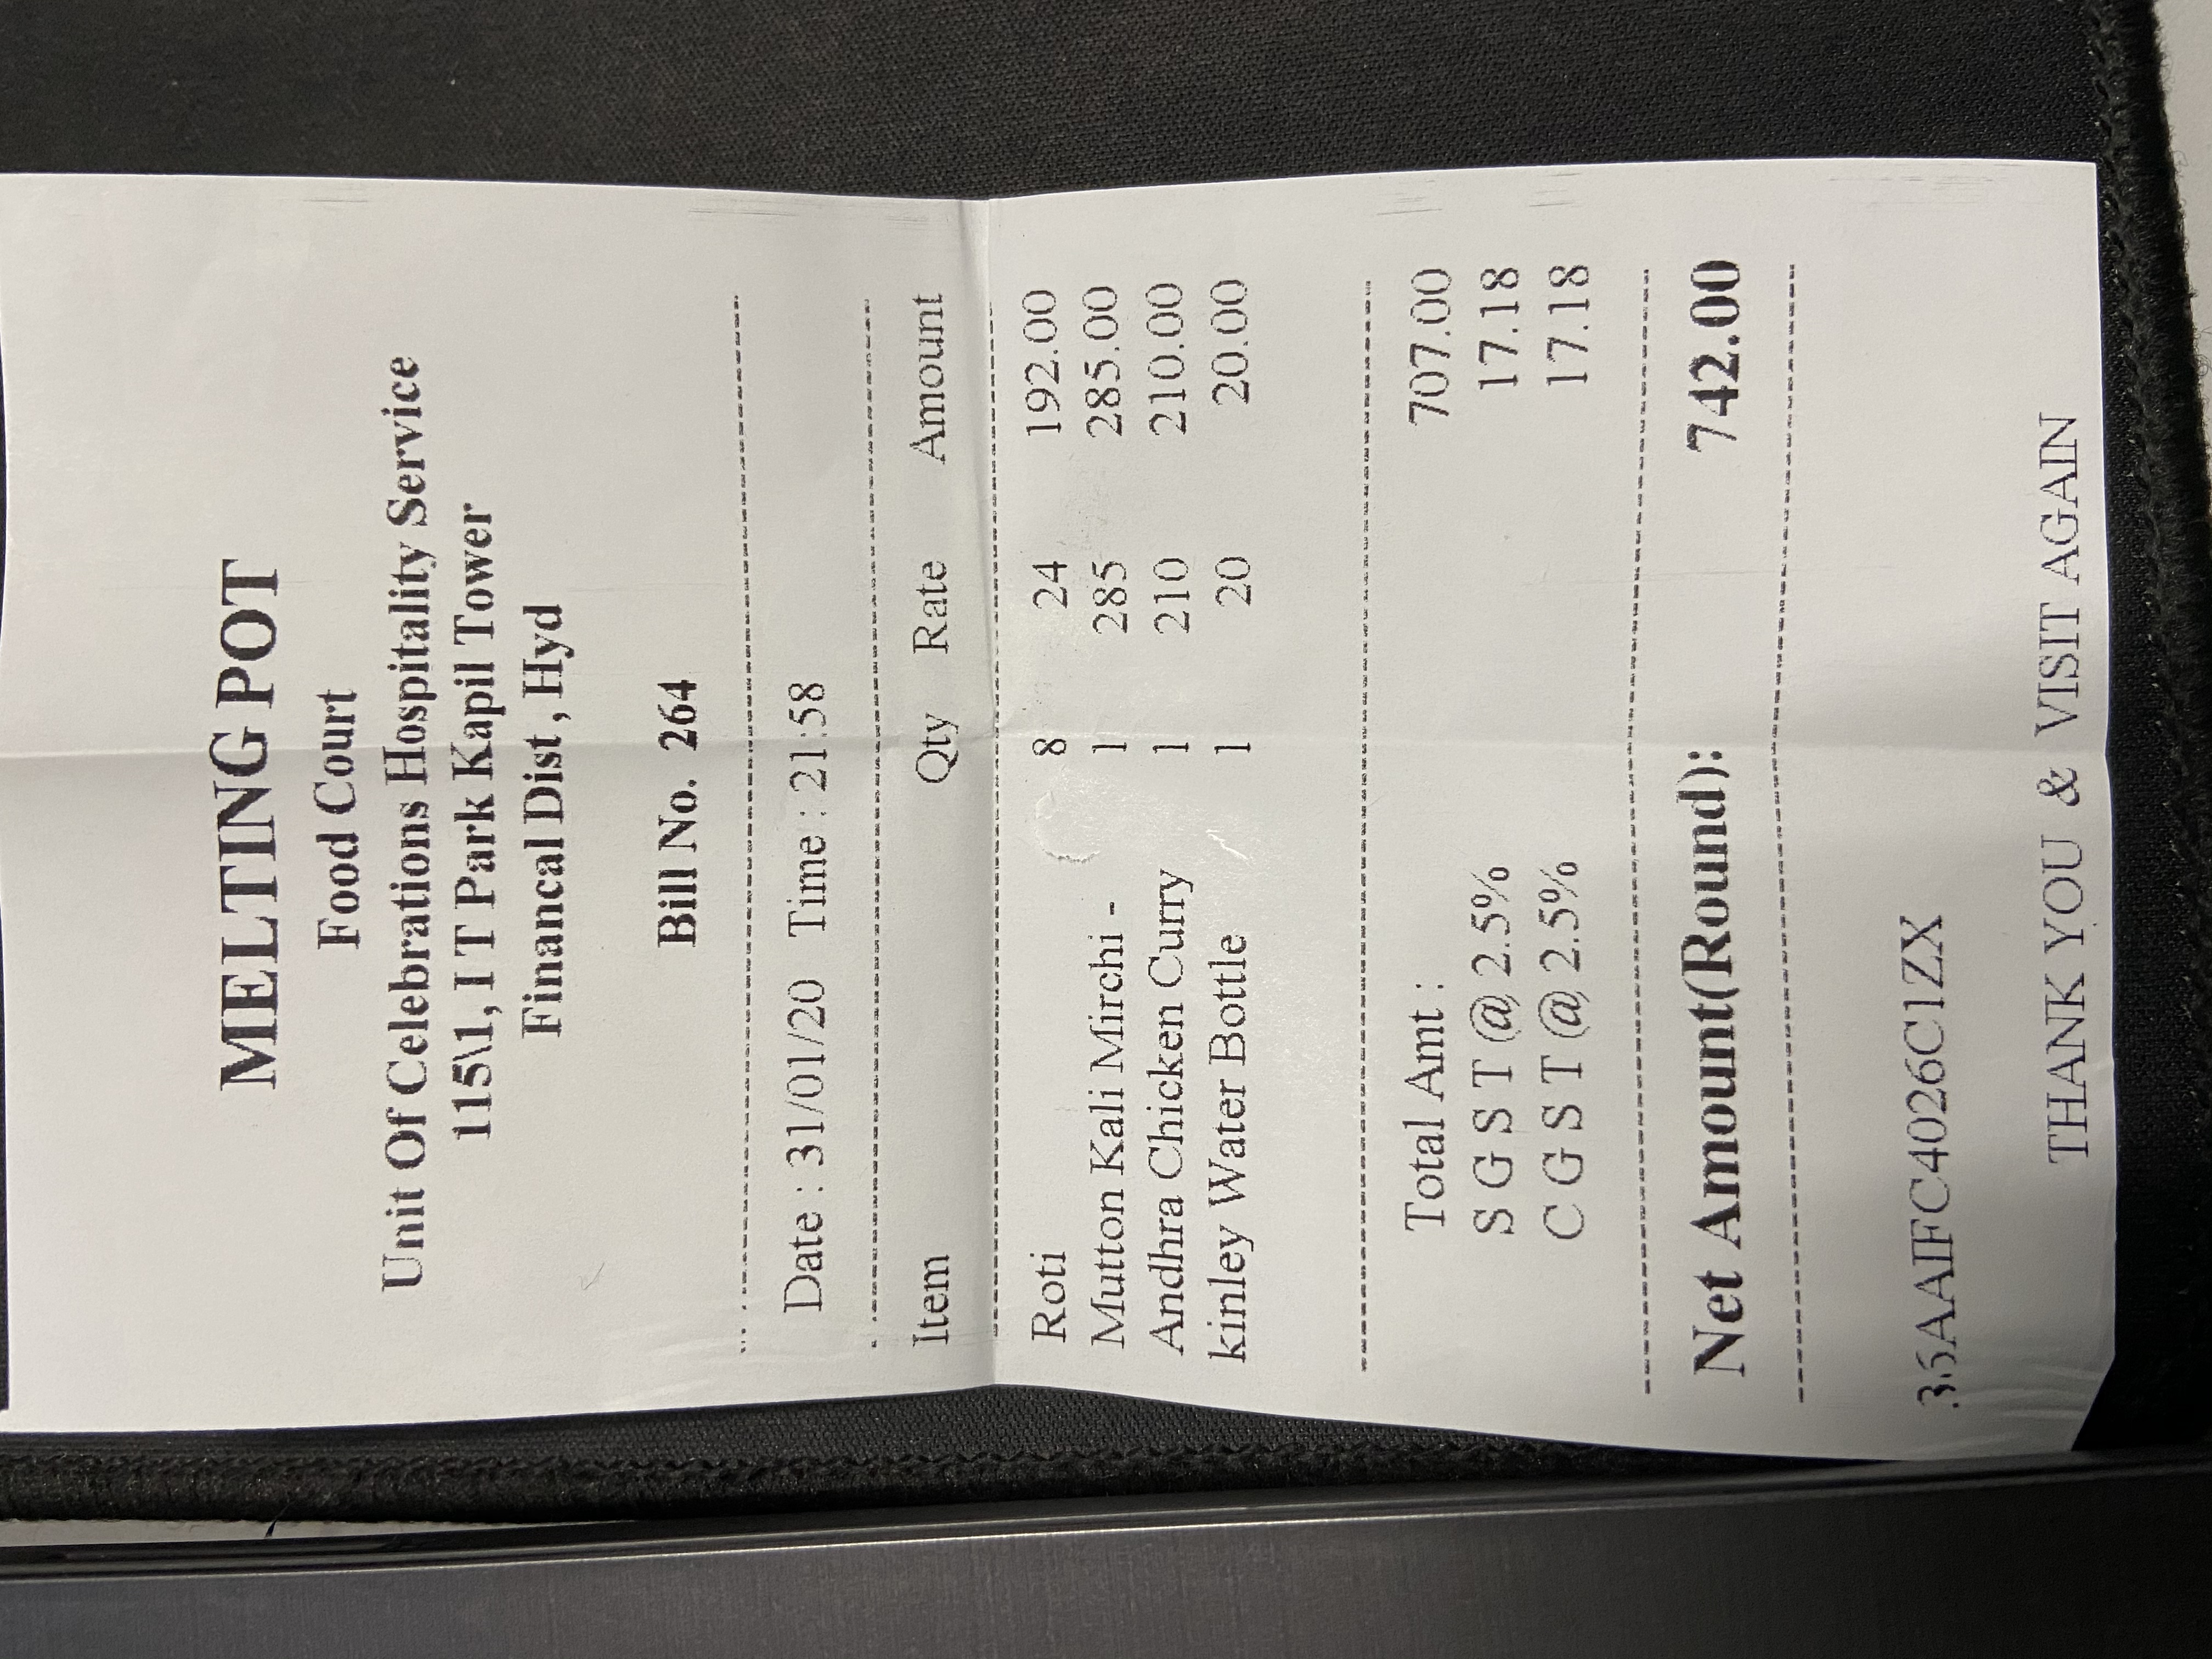 MELTING POT
Food Court
Unit Of Celebrations Hospitality Service
115\1, I T Park Kapil Tower
Financal Dist , Hyd
Bill No. 264
Date : 31/01/20 Time : 21:58
Item Qty Rate Amount
Roti 8 24 192.00
Mutton Kali Mirchi - 1 285 285.00
Andhra Chicken Curry 1 210 210.00
kinley Water Bottle 1 20 20.00
Total Amt : 707.00
S G S T @ 2.5% 17.18
C G S T @ 2.5% 17.18
Net Amount(Round): 742.00
36AAIFC4026C1ZX
THANK YOU & VISIT AGAIN